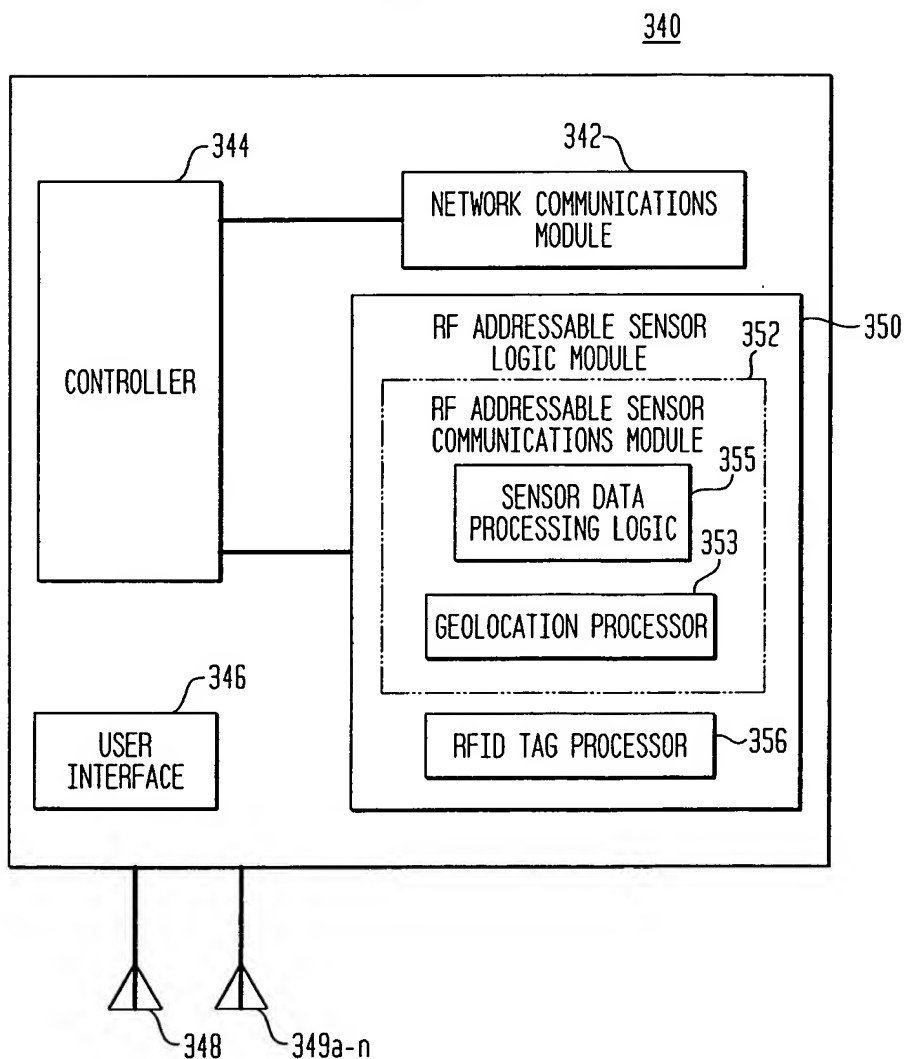 340
344
342
NETWORK COMMUNICATIONS
MODULE
CONTROLLER
RF ADDRESSABLE SENSOR
LOGIC MODULE
350
352
RF ADDRESSABLE SENSOR
COMMUNICATIONS MODULE
355
SENSOR DATA
PROCESSING LOGIC
353
GEOLOCATION PROCESSOR
346
USER
INTERFACE
RFID TAG PROCESSOR
356
348
349a-n